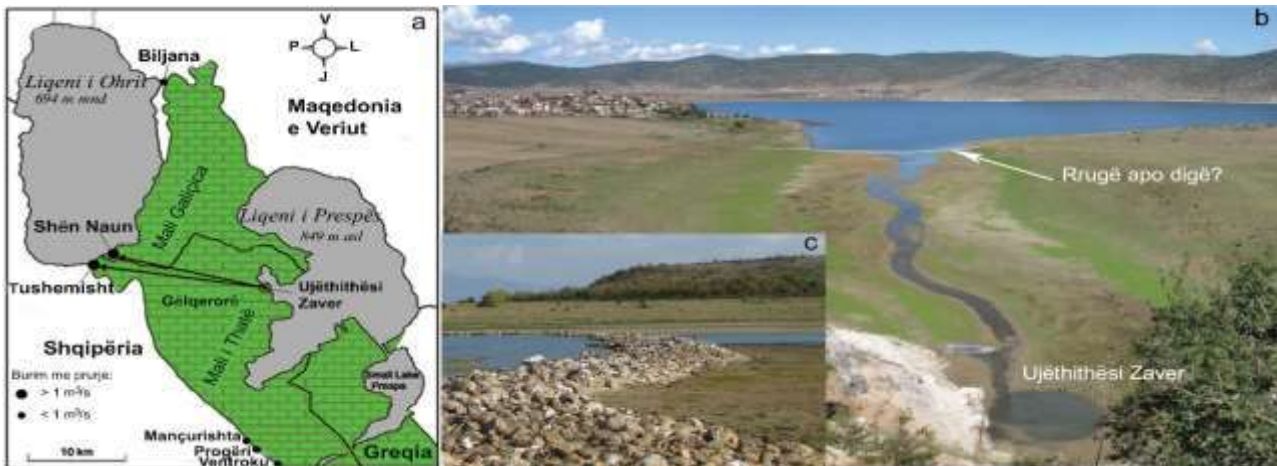 a
V
P L
J
Biljana
Liqeni i Ohrit
694 m mnd
Maqedonia
e Veriut
Mali Galiçica
Shën Naun
Liqeni i Prespës
849 m
Tushemisht
Ujëthithësi
Zaver
Gëlqerorë
Mali i Thatë
Shqipëria
Small Lake
Prespa
Burim me prurje:
> 1 m³/s
< 1 m³/s
10 km
Mançurishta
Progëri
Ventroku
Greqia
b
Rrugë apo digë?
Ujëthithësi Zaver
c